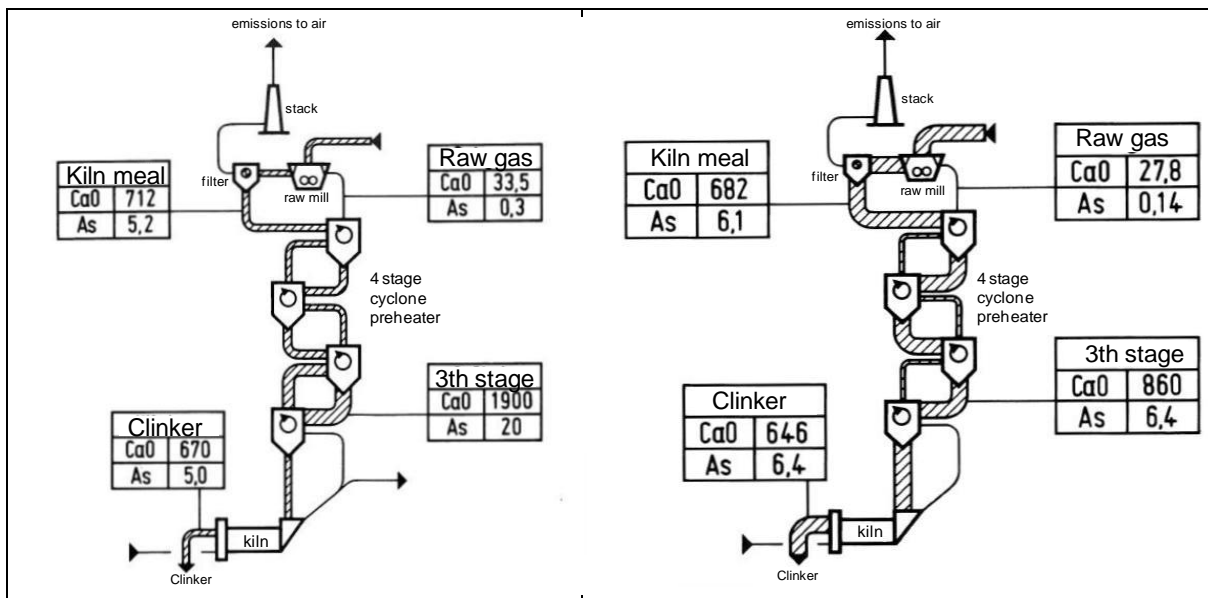 emissions to air
stack
Kiln meal
CaO 712
As 5,2
filter
raw mill
Raw gas
CaO 33,5
As 0,3
4 stage
cyclone
preheater
3th stage
CaO 1900
As 20
Clinker
CaO 670
As 5,0
kiln
Clinker
emissions to air
stack
Kiln meal
CaO 682
As 6,1
filter
raw mill
Raw gas
CaO 27,8
As 0,14
4 stage
cyclone
preheater
3th stage
CaO 860
As 6,4
Clinker
CaO 646
As 6,4
kiln
Clinker